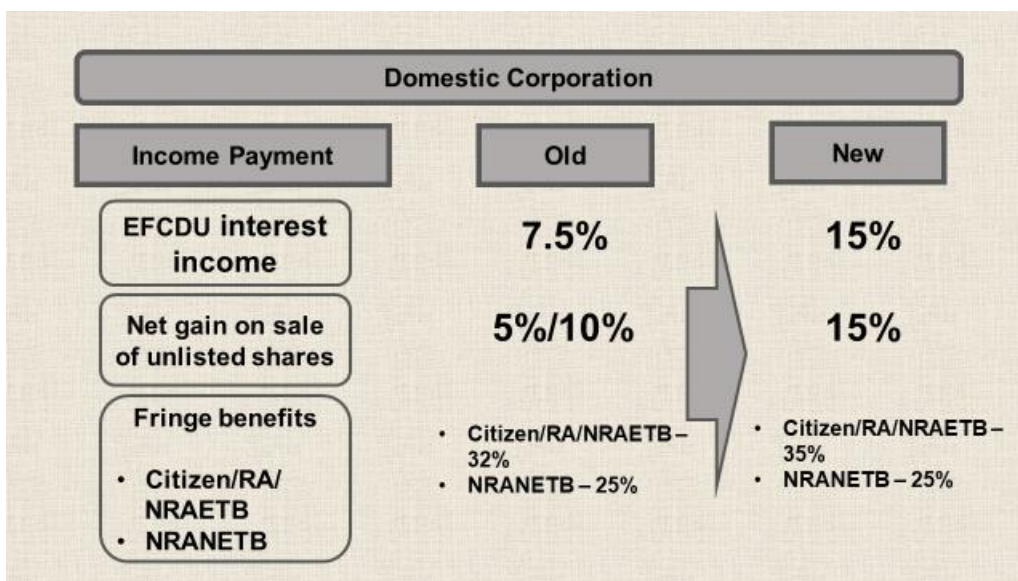 Domestic Corporation
Income Payment
Old
New
EFCDU interest
income
7.5%
15%
Net gain on sale
of unlisted shares
5%/10%
15%
Fringe benefits
• Citizen/RA/
NRAETB
• NRANETB
• Citizen/RA/NRAETB –
32%
• NRANETB – 25%
• Citizen/RA/NRAETB –
35%
• NRANETB – 25%